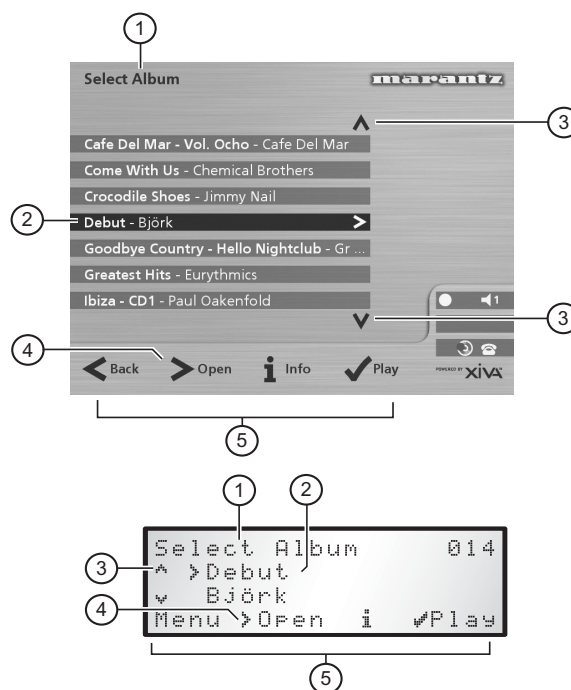 1
Select Album
marantz
3
Cafe Del Mar - Vol. Ocho - Cafe Del Mar
Come With Us - Chemical Brothers
Crocodile Shoes - Jimmy Nail
2
Debut - Björk
Goodbye Country - Hello Nightclub - Gr ...
Greatest Hits - Eurythmics
Ibiza - CD1 - Paul Oakenfold
1
3
4
Back
Open
i Info
Play
POWERED BY XiVA™
5
1
2
Select Album 014
3
^ >Debut
Björk
4
Menu >Open i ✔Play
5